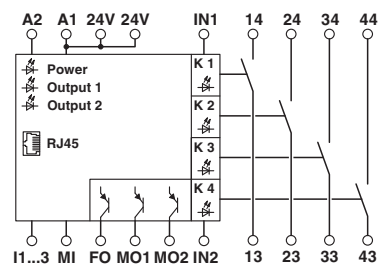 A2 A1 24V 24V IN1 14 24 34 44
Power
Output 1
Output 2
RJ45
K 1
K 2
K 3
K 4
I1...3 MI FO MO1 MO2 IN2 13 23 33 43